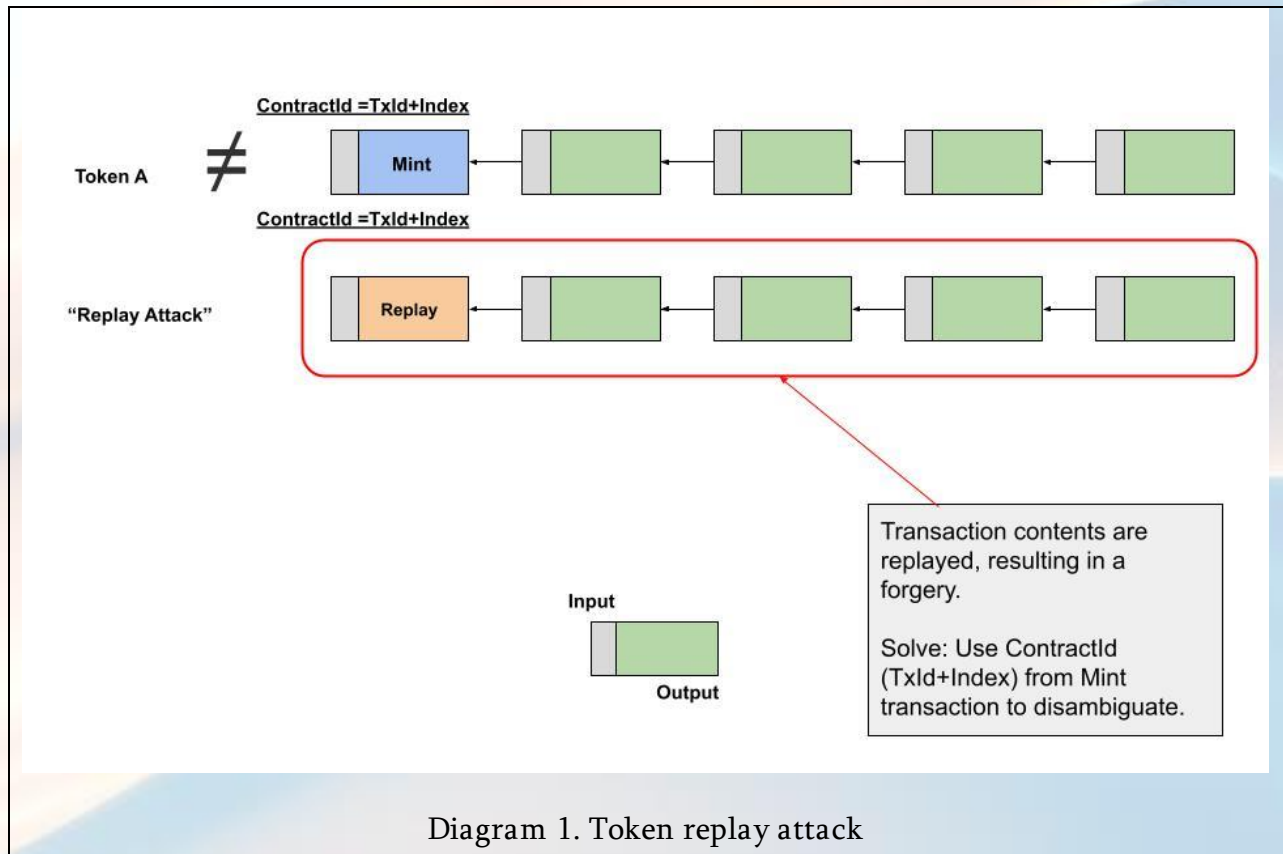 ContractId =TxId+Index
Token A
≠
Mint
ContractId =TxId+Index
“Replay Attack”
Replay
Transaction contents are
replayed, resulting in a
forgery.
Solve: Use ContractId
(TxId+Index) from Mint
transaction to disambiguate.
Input
Output
Diagram 1. Token replay attack